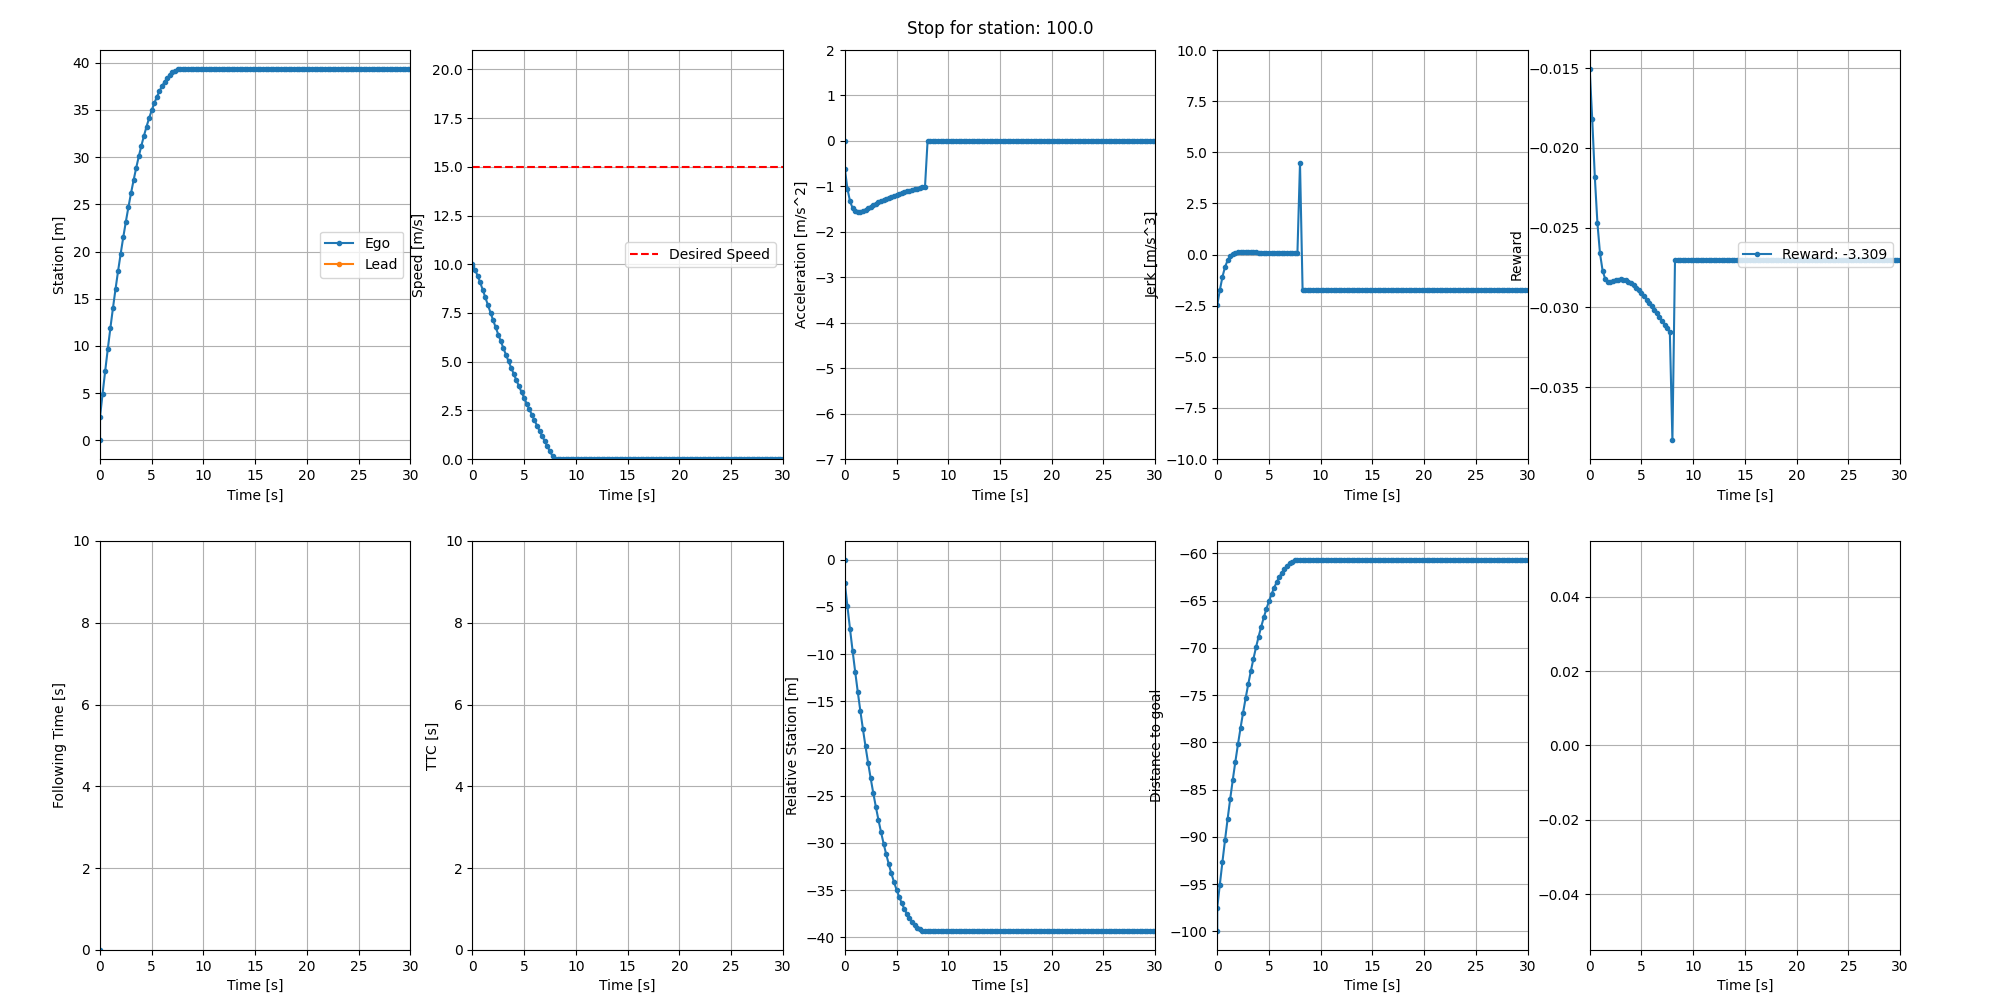 Stop for station: 100.0
Station [m]
40
35
30
25
20
15
10
5
0
Ego
Lead
0 5 10 15 20 25 30
Time [s]
Speed [m/s]
20.0
17.5
15.0
12.5
10.0
7.5
5.0
2.5
0.0
Desired Speed
0 5 10 15 20 25 30
Time [s]
Acceleration [m/s^2]
2
1
0
−1
−2
−3
−4
−5
−6
−7
0 5 10 15 20 25 30
Time [s]
Jerk [m/s^3]
10.0
7.5
5.0
2.5
0.0
−2.5
−5.0
−7.5
−10.0
0 5 10 15 20 25 30
Time [s]
Reward
−0.015
−0.020
−0.025
−0.030
−0.035
Reward: -3.309
0 5 10 15 20 25 30
Time [s]
Following Time [s]
10
8
6
4
2
0
0 5 10 15 20 25 30
Time [s]
TTC [s]
10
8
6
4
2
0
0 5 10 15 20 25 30
Time [s]
Relative Station [m]
0
−5
−10
−15
−20
−25
−30
−35
−40
0 5 10 15 20 25 30
Time [s]
Distance to goal
−60
−65
−70
−75
−80
−85
−90
−95
−100
0 5 10 15 20 25 30
Time [s]
0.04
0.02
0.00
−0.02
−0.04
0 5 10 15 20 25 30
Time [s]